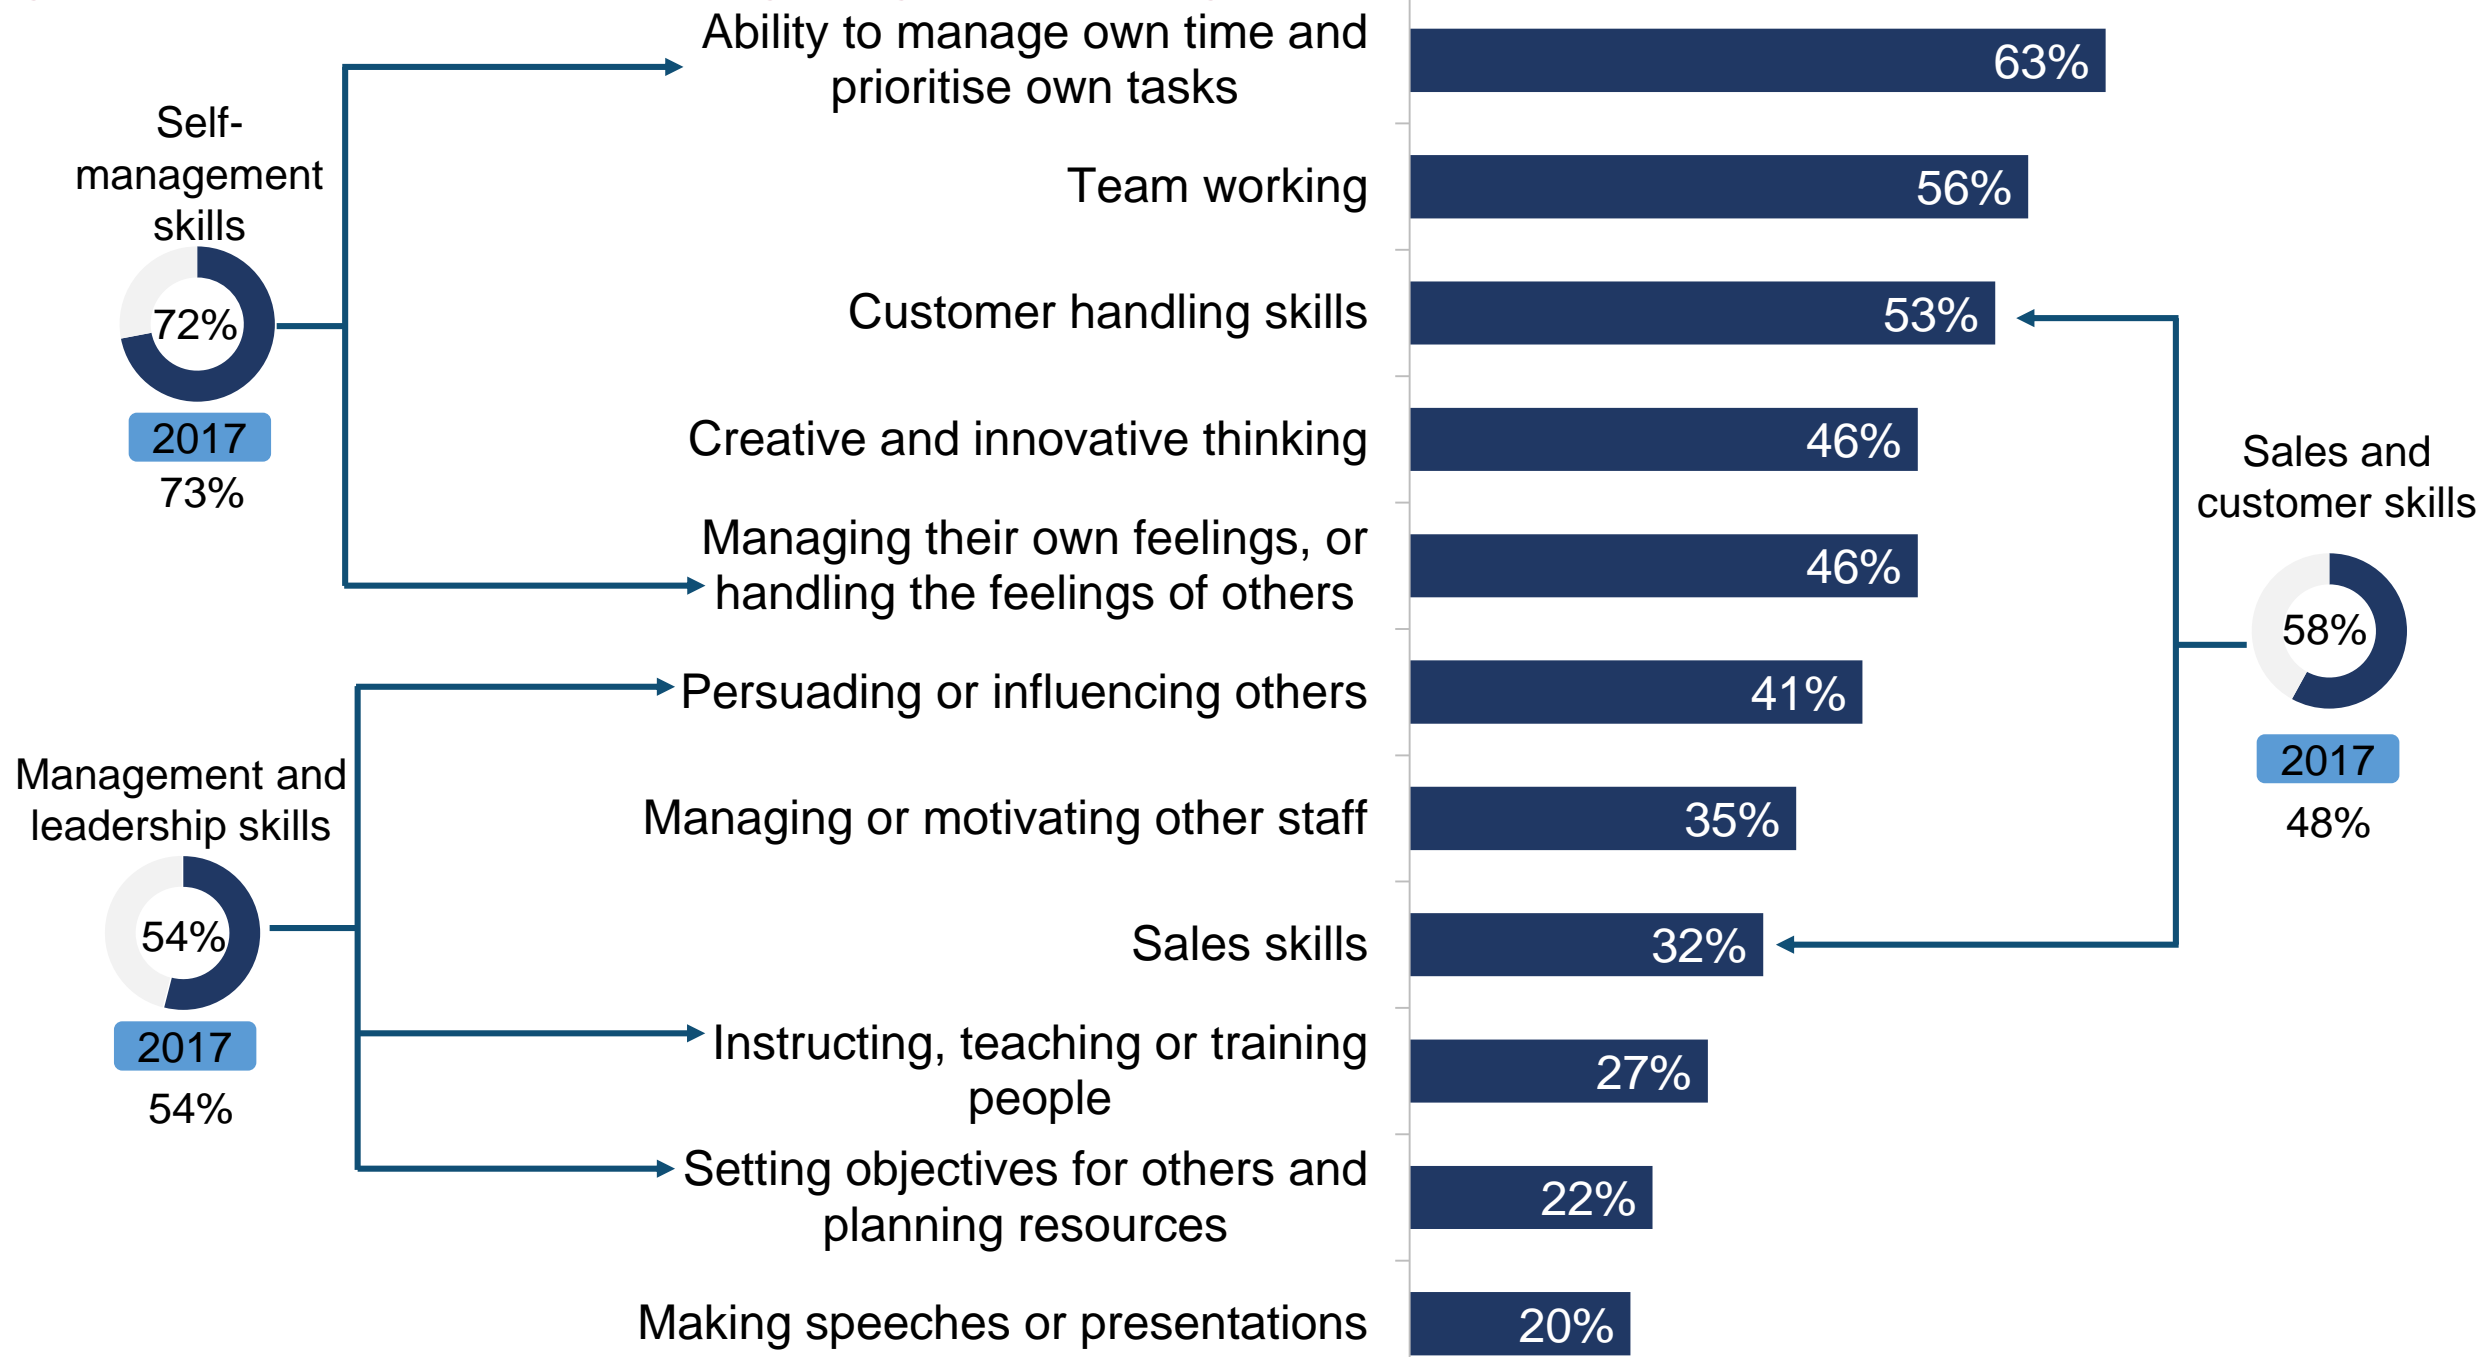 Ability to manage own time and
prioritise own tasks
63%
Team working
56%
Customer handling skills
53%
Creative and innovative thinking
46%
Managing their own feelings, or
handling the feelings of others
46%
Persuading or influencing others
41%
Managing or motivating other staff
35%
Sales skills
32%
Instructing, teaching or training
people
27%
Setting objectives for others and
planning resources
22%
Making speeches or presentations
20%
Self-
management
skills
72%
2017
73%
Management and
leadership skills
54%
2017
54%
Sales and
customer skills
58%
2017
48%